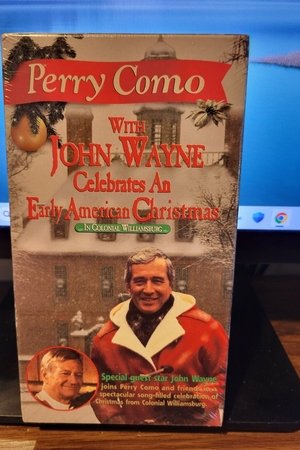 Perry Como
WITH
JOHN WAYNE
Celebrates An
Early American Christmas
... IN COLONIAL WILLIAMSBURG ...
Special guest star John Wayne
joins Perry Como and friends in a
spectacular song-filled celebration of
Christmas from Colonial Williamsburg.